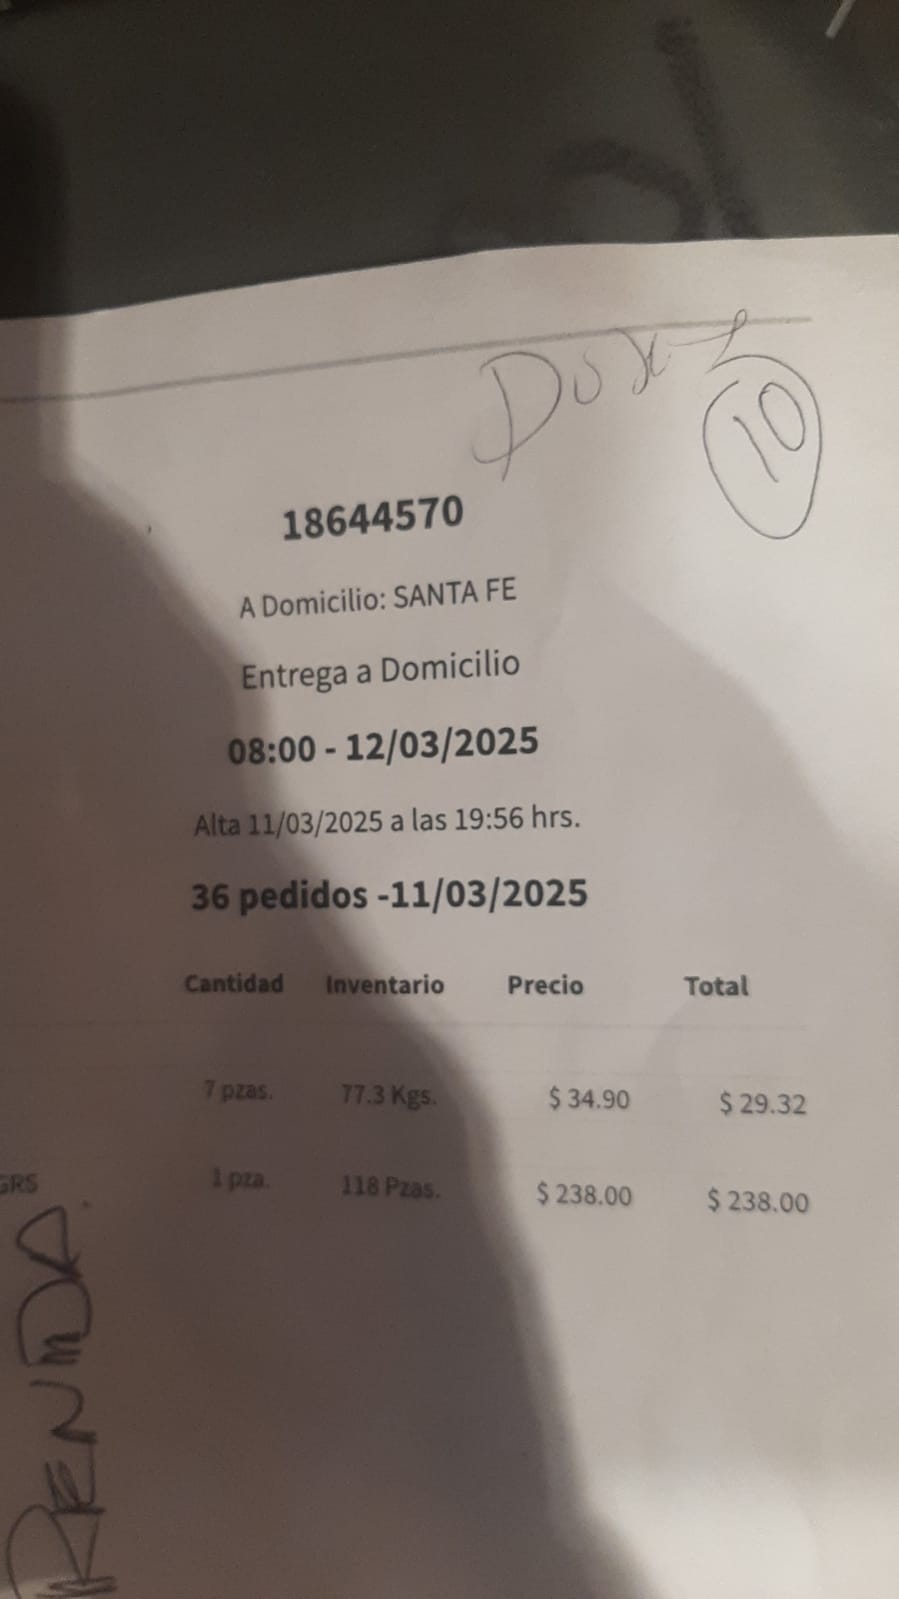 10
18644570
A Domicilio: SANTA FE
Entrega a Domicilio
08:00 - 12/03/2025
Alta 11/03/2025 a las 19:56 hrs.
36 pedidos -11/03/2025
Cantidad Inventario Precio Total
7 pzas. 77.3 Kgs. $ 34.90 $ 29.32
GRS 1 pza. 118 Pzas. $ 238.00 $ 238.00